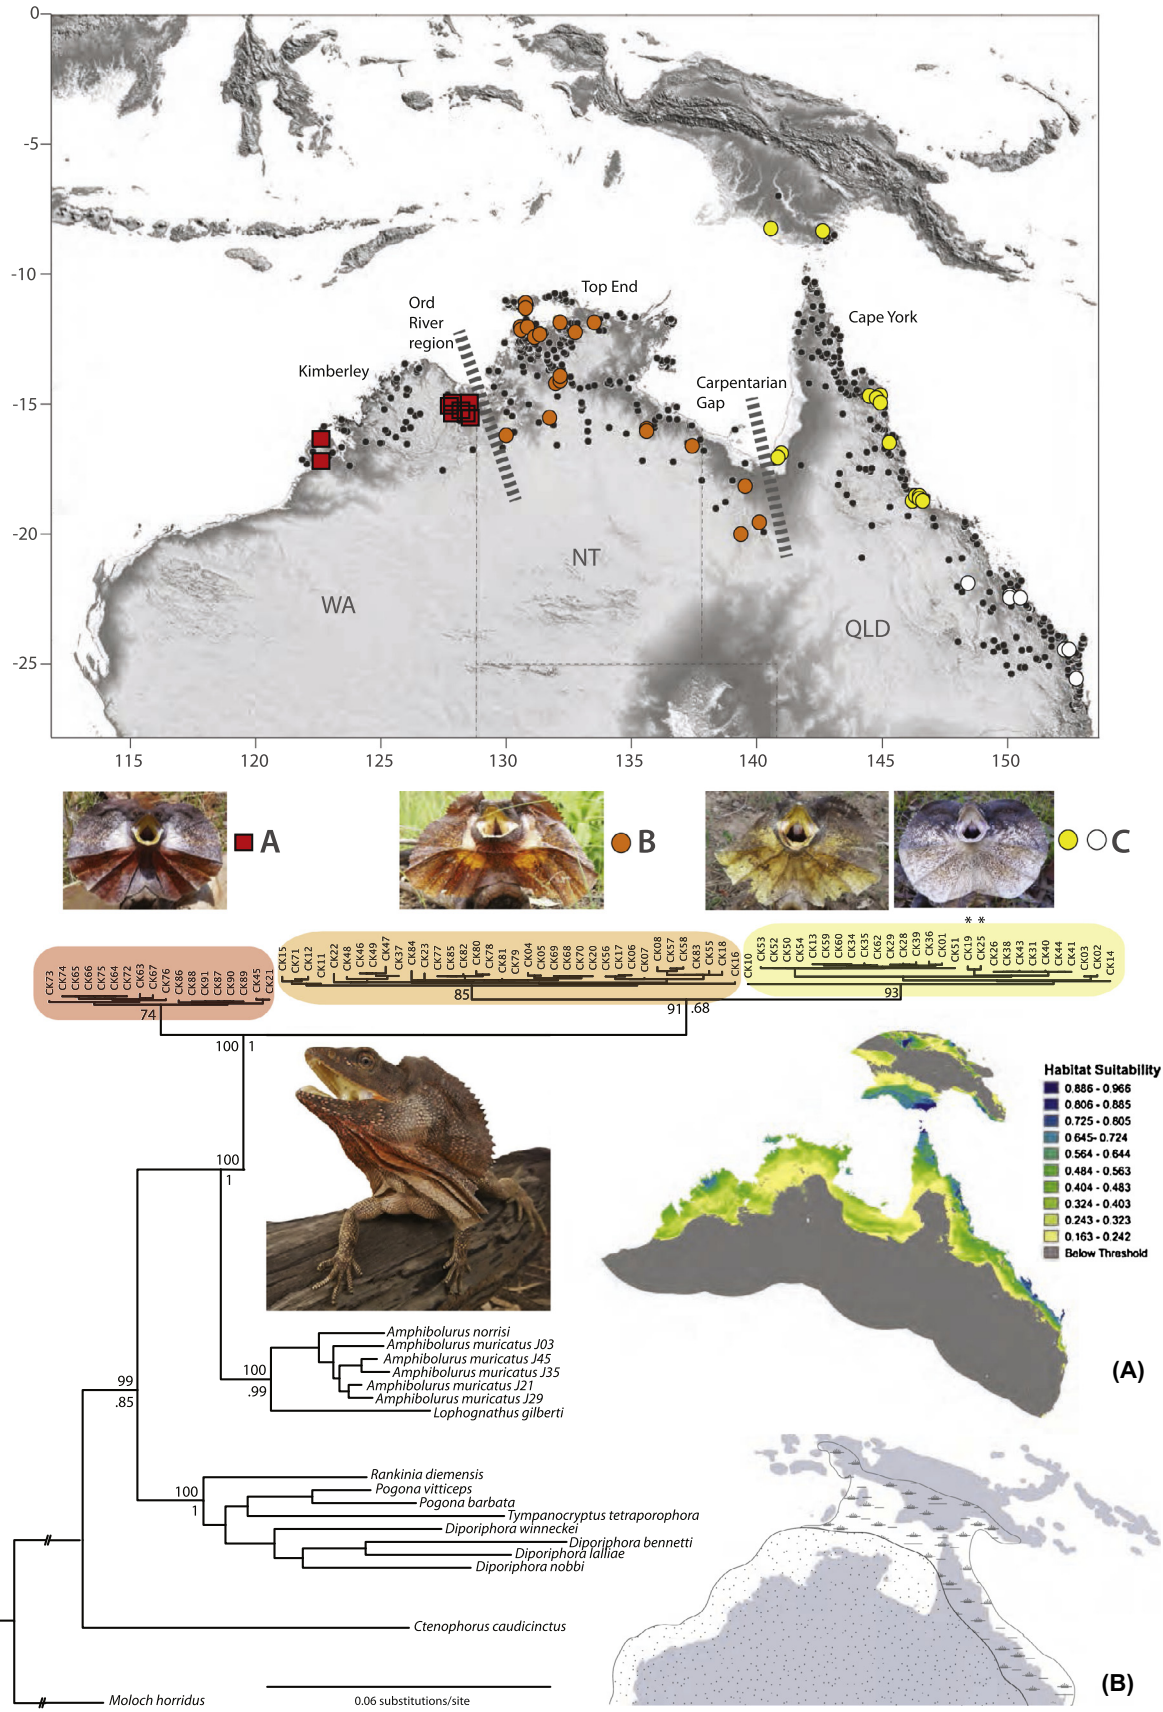 0
-5
-10
-15
-20
-25
115
120
125
130
135
140
145
150
Top End
Ord
River
region
Cape York
Kimberley
Carpentarian
Gap
NT
WA
QLD
A
B
C
* *
CK73
CK74
CK65
CK66
CK75
CK64
CK72
CK63
CK67
CK76
CK86
CK88
CK91
CK87
CK90
CK89
CK45
CK21
CK15
CK71
CK12
CK11
CK22
CK48
CK46
CK49
CK47
CK37
CK84
CK23
CK77
CK85
CK82
CK80
CK78
CK81
CK79
CK04
CK05
CK69
CK68
CK70
CK20
CK56
CK17
CK06
CK07
CK08
CK57
CK58
CK83
CK55
CK18
CK16
CK10
CK53
CK52
CK50
CK54
CK13
CK59
CK60
CK34
CK35
CK62
CK29
CK28
CK39
CK36
CK01
CK51
CK19
CK25
CK26
CK38
CK43
CK31
CK40
CK44
CK41
CK03
CK02
CK14
74
85
93
91 .68
100 1
100
1
Habitat Suitability
0.886 - 0.966
0.806 - 0.885
0.725 - 0.805
0.645- 0.724
0.564 - 0.644
0.484 - 0.563
0.404 - 0.483
0.324 - 0.403
0.243 - 0.323
0.163 - 0.242
Below Threshold
(A)
Amphibolurus norrisi
Amphibolurus muricatus J03
Amphibolurus muricatus J45
Amphibolurus muricatus J35
Amphibolurus muricatus J21
Amphibolurus muricatus J29
Lophognathus gilberti
100
.99
99
.85
100
1
Rankinia diemensis
Pogona vitticeps
Pogona barbata
Tympanocryptus tetraporophora
Diporiphora winneckei
Diporiphora bennetti
Diporiphora lalliae
Diporiphora nobbi
Ctenophorus caudicinctus
Moloch horridus
0.06 substitutions/site
(B)